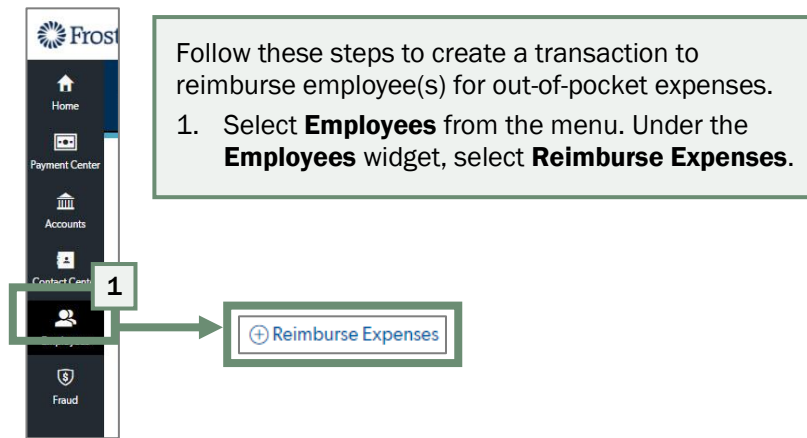 Frost
Home
Payment Center
Accounts
Contact Cent
1
Fraud
Follow these steps to create a transaction to
reimburse employee(s) for out-of-pocket expenses.
1. Select Employees from the menu. Under the
Employees widget, select Reimburse Expenses.
Reimburse Expenses